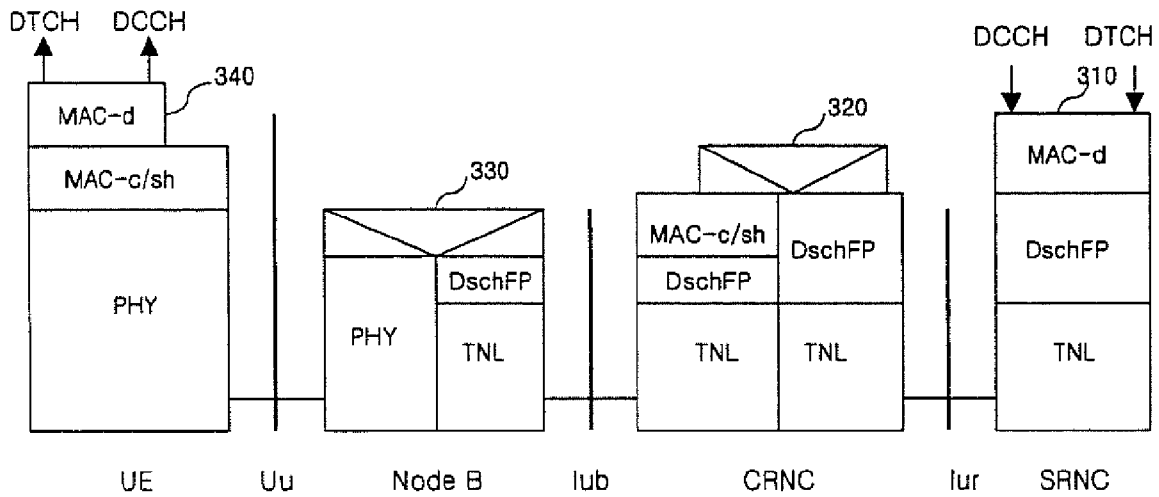 DTCH DCCH
340
MAC-d
MAC-c/sh
PHY
330
DschFP
PHY
TNL
320
MAC-c/sh
DschFP
DschFP
TNL
TNL
DCCH DTCH
310
MAC-d
DschFP
TNL
UE Uu Node B Iub CRNC Iur SRNC